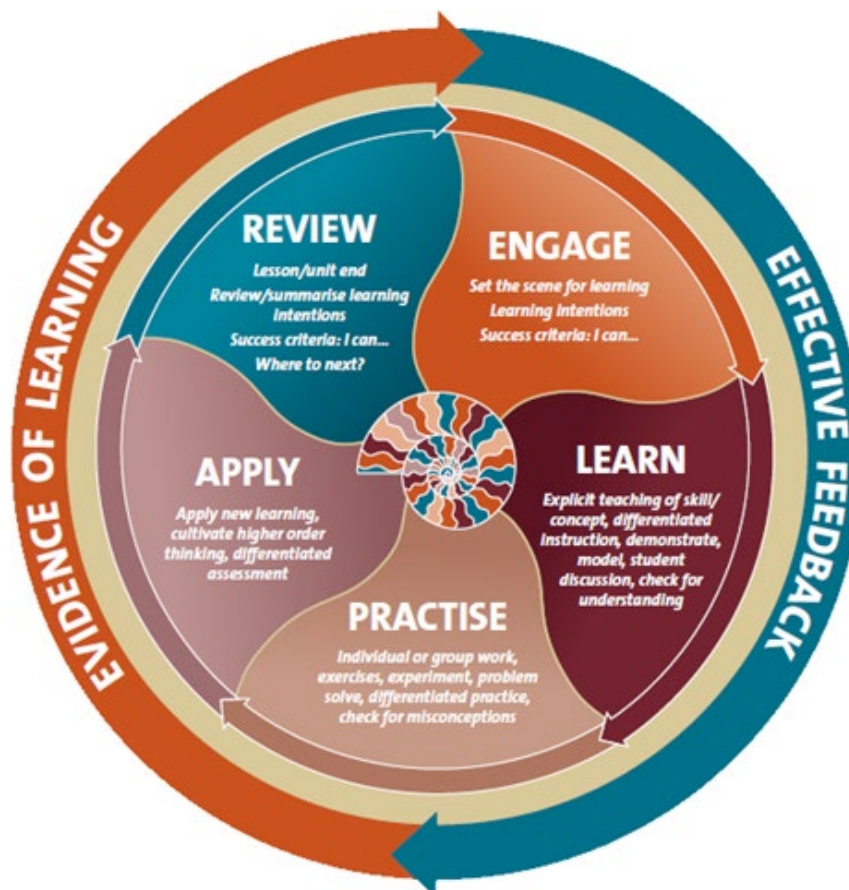 EVIDENCE OF LEARNING
EFFECTIVE FEEDBACK
ENGAGE
Set the scene for learning
Learning Intentions
Success criteria: I can...
LEARN
Explicit teaching of skill/
concept, differentiated
instruction, demonstrate,
model, student
discussion, check for
understanding
PRACTISE
Individual or group work,
exercises, experiment, problem
solve, differentiated practice,
check for misconceptions
APPLY
Apply new learning,
cultivate higher order
thinking, differentiated
assessment
REVIEW
Lesson/unit end
Review/summarise learning
intentions
Success criteria: I can...
Where to next?